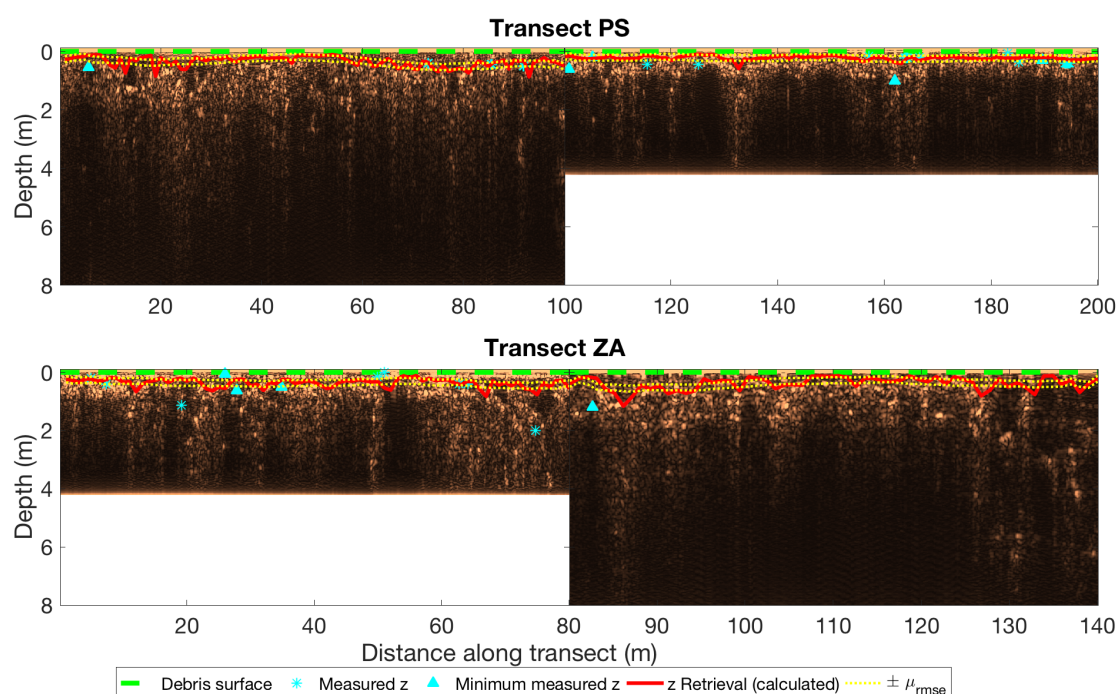 Transect PS
0
2
4
6
8
Depth (m)
20 40 60 80 100 120 140 160 180 200
Transect ZA
0
2
4
6
8
Depth (m)
20 40 60 80 90 100 110 120 130 140
Distance along transect (m)
Debris surface Measured z Minimum measured z z Retrieval (calculated) ± μrmse